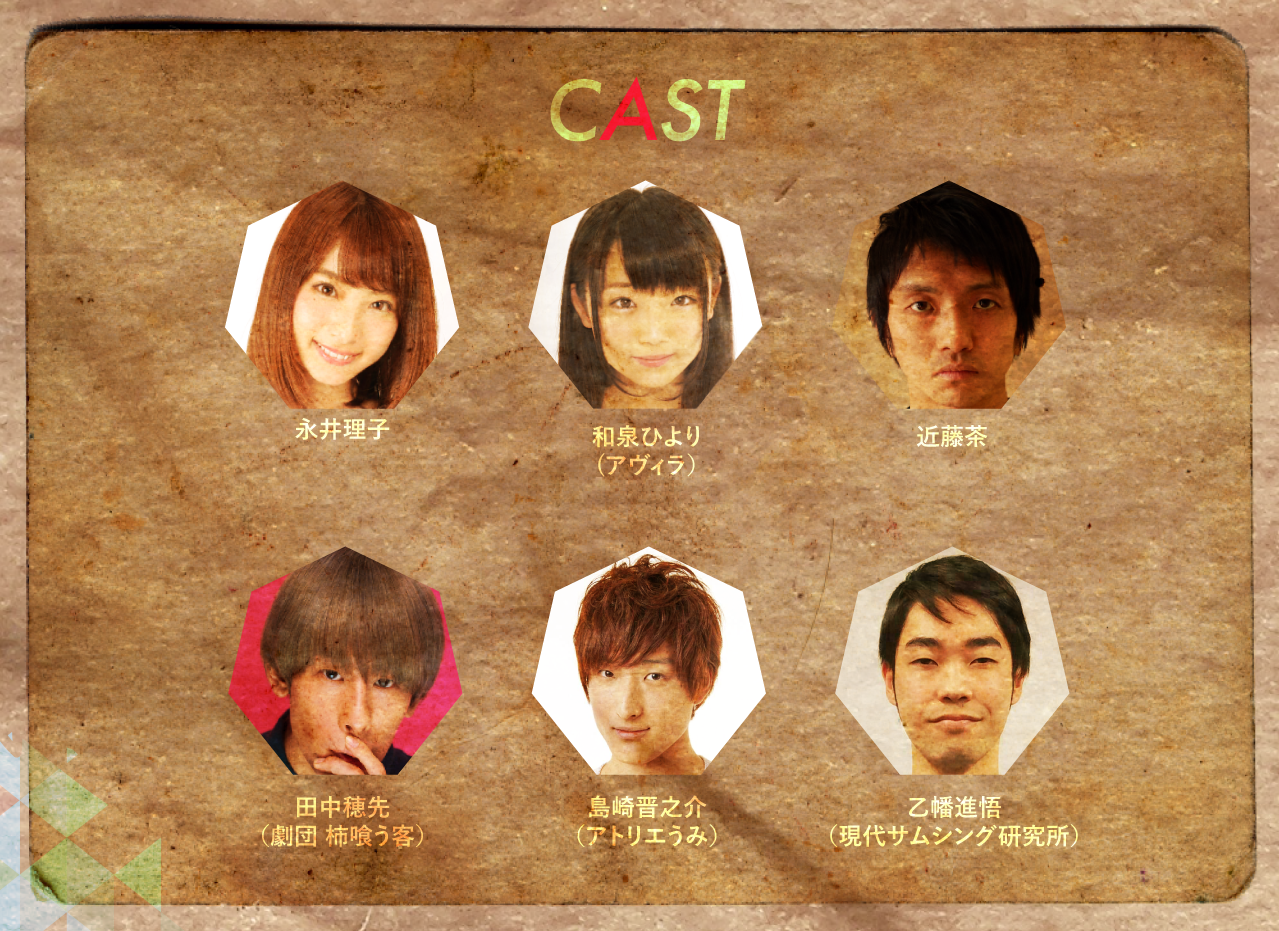 CAST
永井理子
和泉ひより
（アヴィラ）
近藤茶
田中穂先
（劇団 柿喰う客）
島崎晋之介
（アトリエうみ）
乙幡進悟
（現代サムシング研究所）